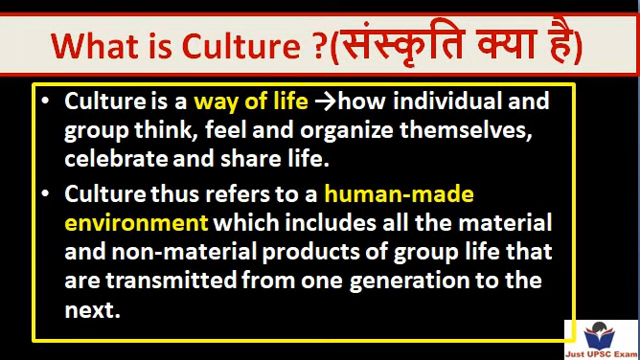 What is Culture ?(संस्कृति क्या है)
• Culture is a way of life →how individual and
group think, feel and organize themselves,
celebrate and share life.
• Culture thus refers to a human-made
environment which includes all the material
and non-material products of group life that
are transmitted from one generation to the
next.
Just UPSC Exam